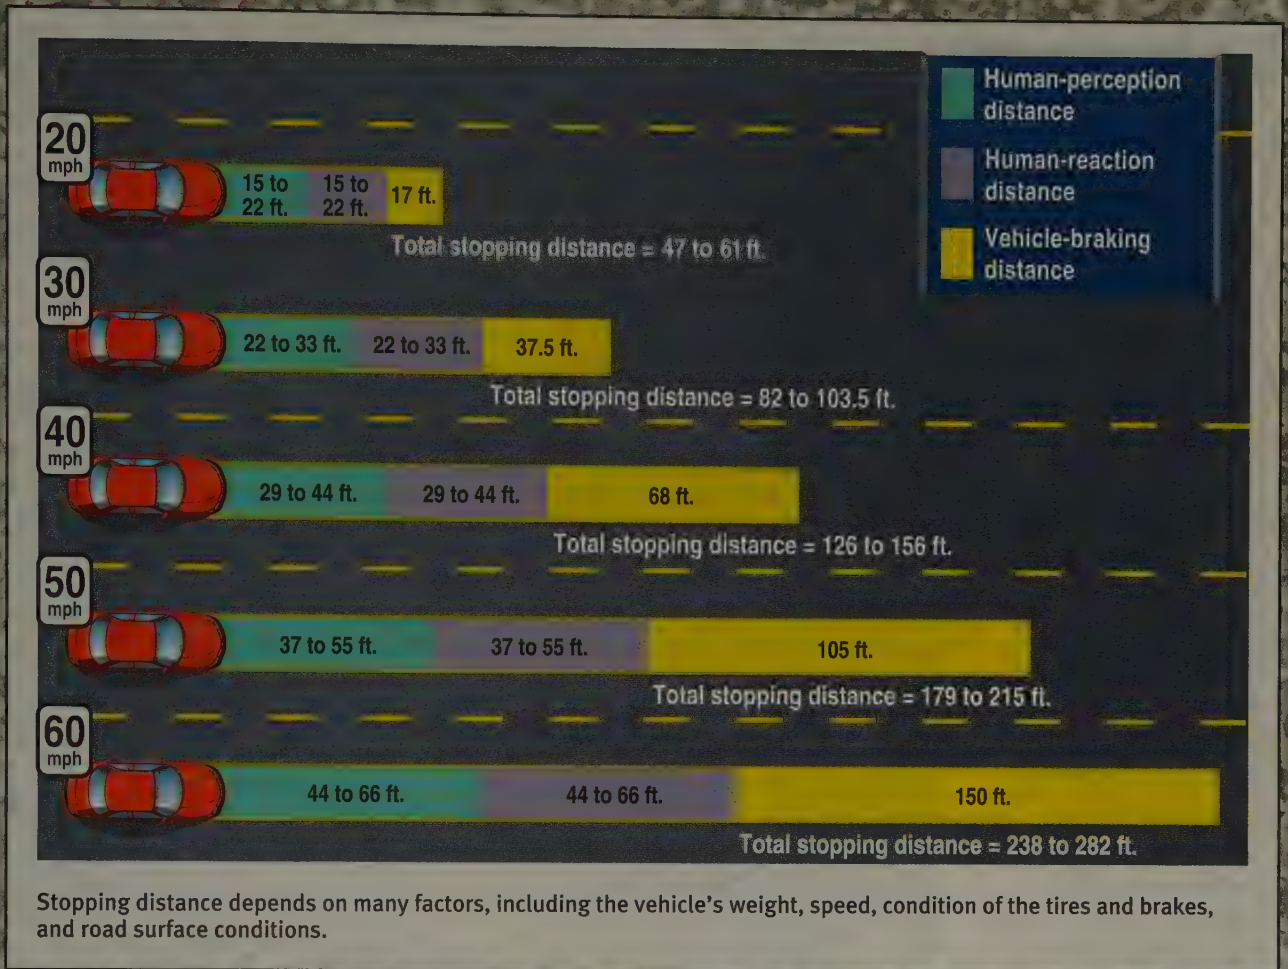 Human-perception
distance
Human-reaction
distance
Vehicle-braking
distance
20
mph
15 to
22 ft.
15 to
22 ft.
17 ft.
Total stopping distance = 47 to 61 ft.
30
mph
22 to 33 ft.
22 to 33 ft.
37.5 ft.
Total stopping distance = 82 to 103.5 ft.
40
mph
29 to 44 ft.
29 to 44 ft.
68 ft.
Total stopping distance = 126 to 156 ft.
50
mph
37 to 55 ft.
37 to 55 ft.
105 ft.
Total stopping distance = 179 to 215 ft.
60
mph
44 to 66 ft.
44 to 66 ft.
150 ft.
Total stopping distance = 238 to 282 ft.
Stopping distance depends on many factors, including the vehicle's weight, speed, condition of the tires and brakes,
and road surface conditions.